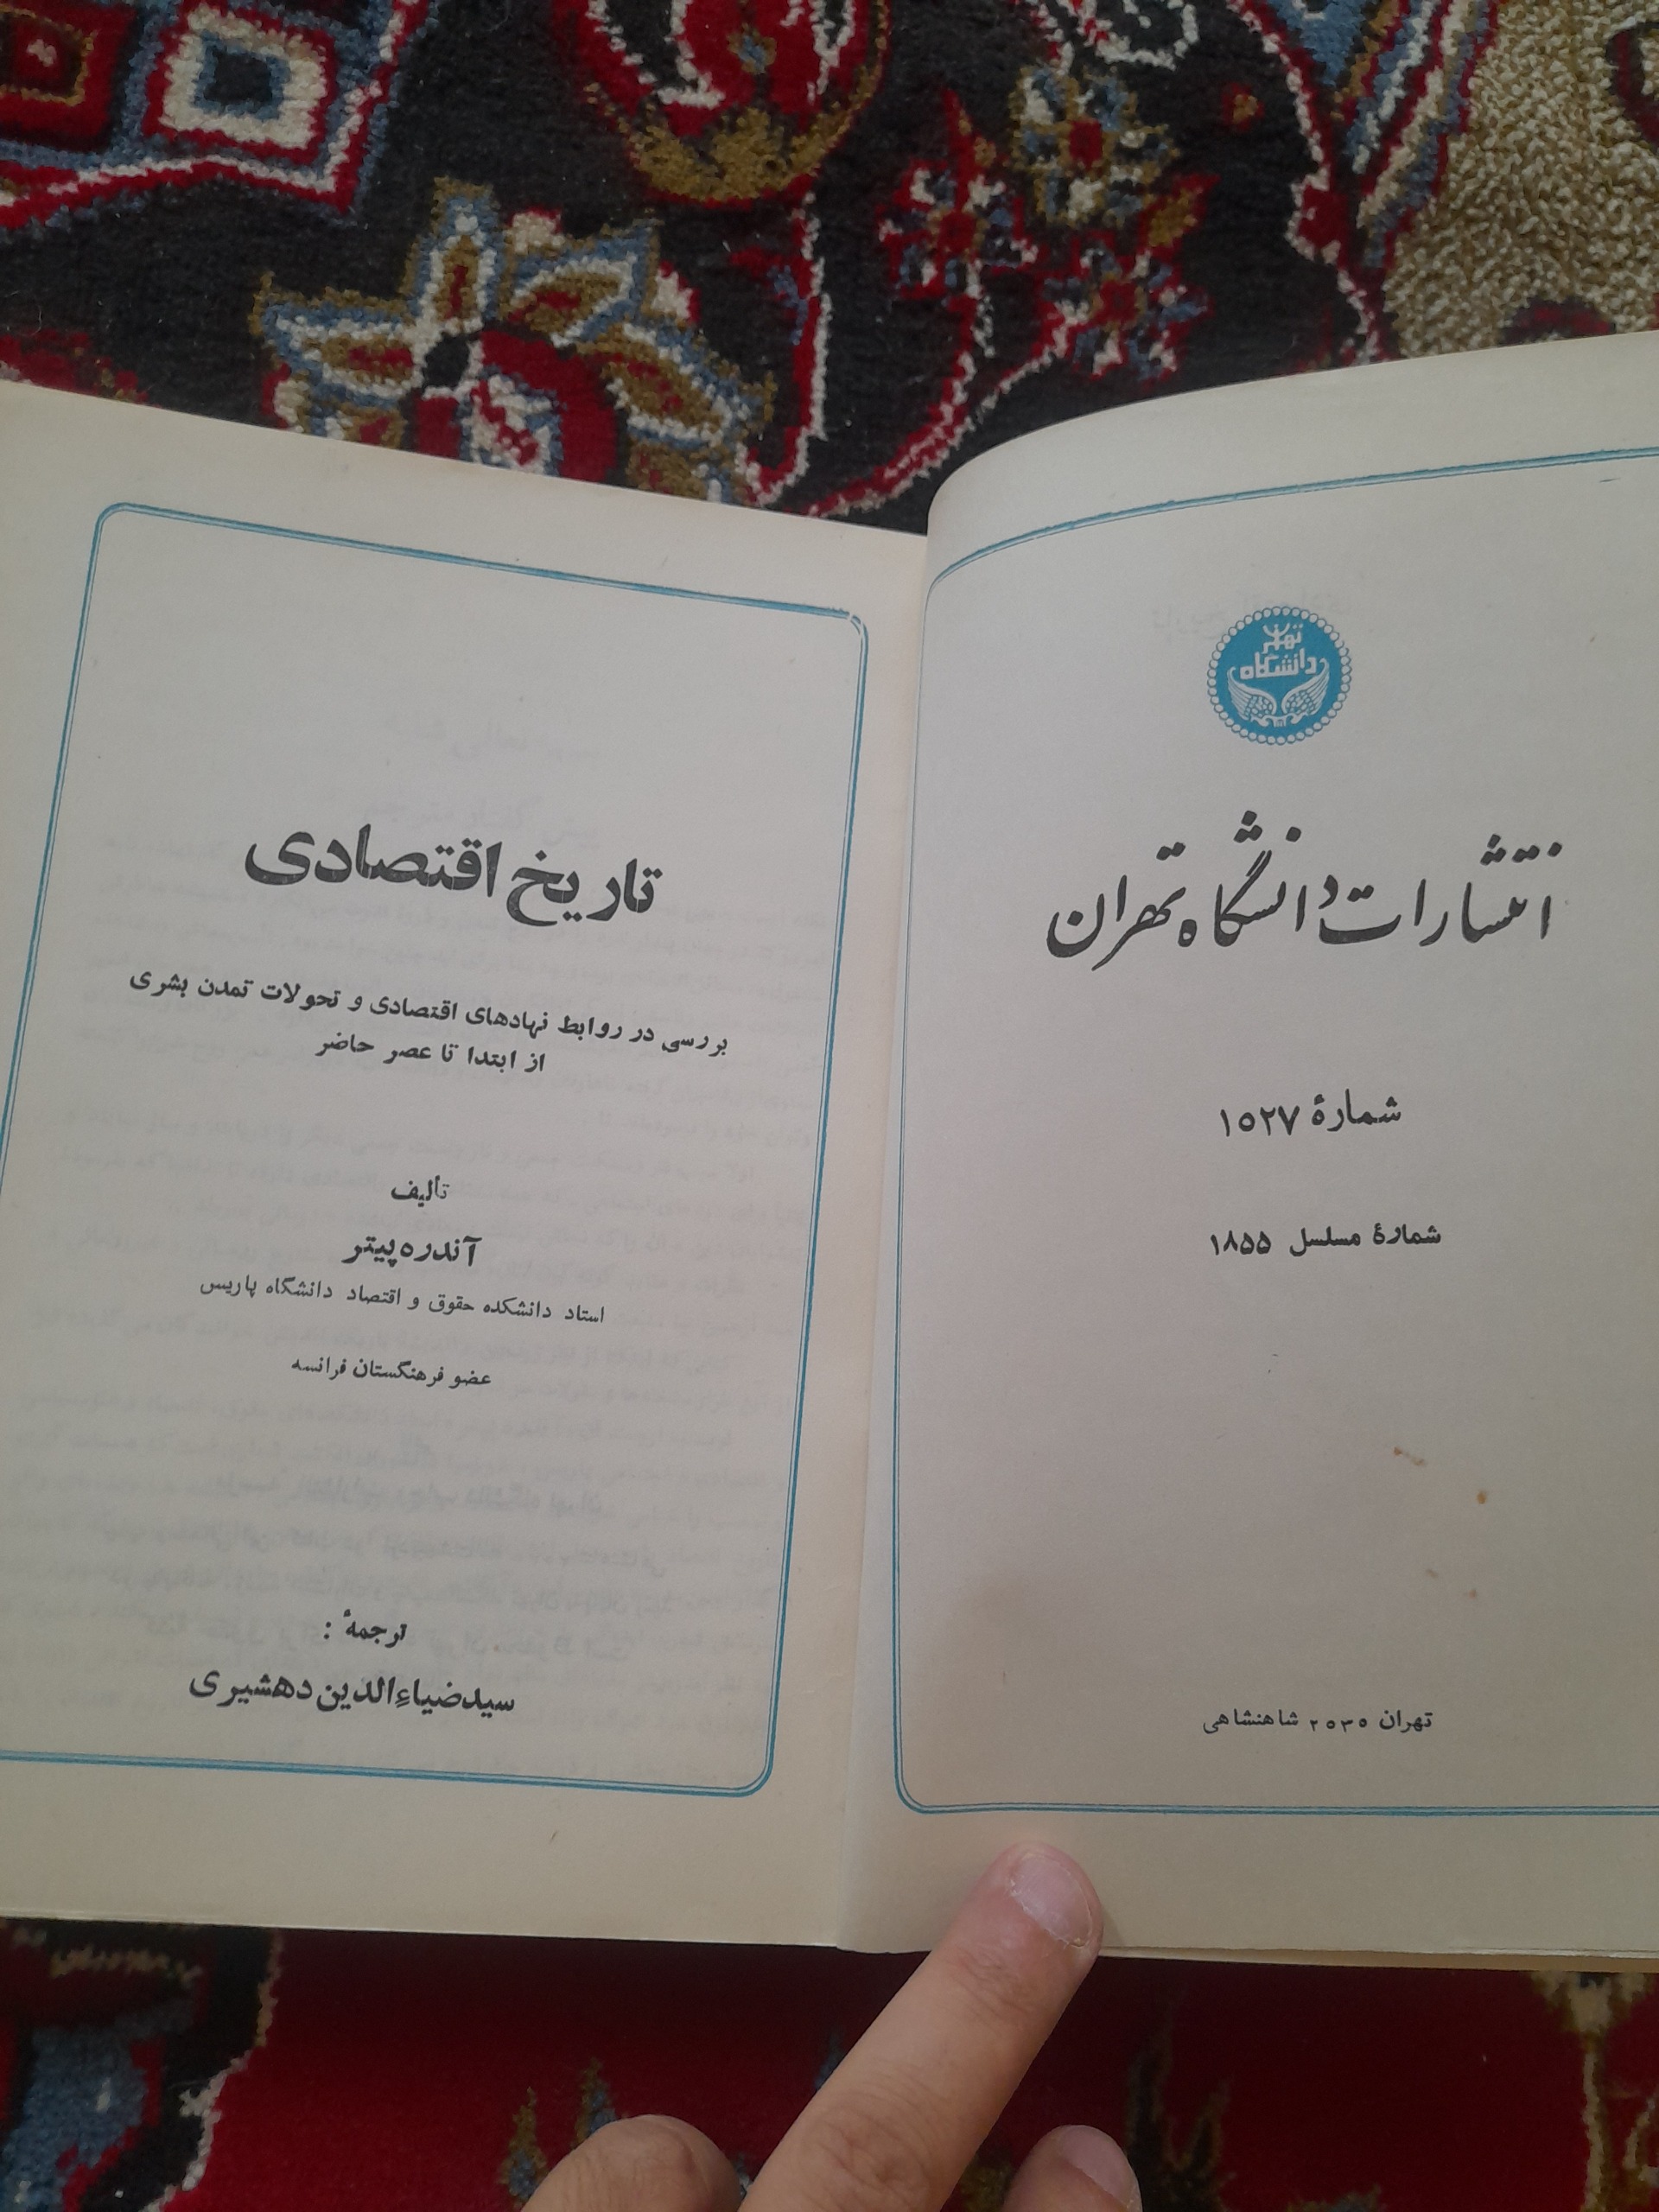 تهران
دانشگاه
انتشارات دانشگاه تهران
شمارهٔ ۱۵۲۷
شمارهٔ مسلسل ۱۸۵۵
تهران ۲۵۳۵ شاهنشاهی
تاریخ اقتصادی
بررسی در روابط نهادهای اقتصادی و تحولات تمدن بشری
از ابتدا تا عصر حاضر
تألیف
آندره پیتر
استاد دانشکده حقوق و اقتصاد دانشگاه پاریس
عضو فرهنگستان فرانسه
ترجمهٔ :
سید ضیاءالدین دهشیری